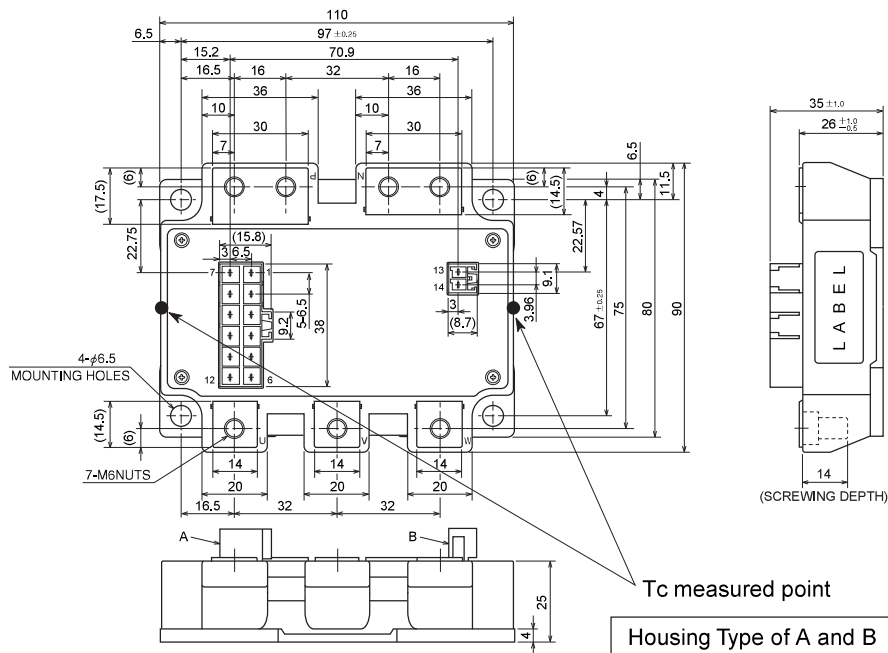 110
6.5 97 ±0.25
15.2 70.9
16.5 16 32 16
36 36
10 10
30 30
7 7
35 ±1.0
26 +1.0 -0.5
(17.5) (6) P N (6) (14.5) 4 6.5 11.5
22.75 (15.8) 22.57
3 6.5
7 1 13
14 9.1
5-6.5 3 3.96
(8.7)
9.2 38 67 ±0.25 75 80 90
LABEL
12 6
4-φ6.5
MOUNTING HOLES
(14.5) (6) U V W
7-M6NUTS
14 14 14 14
20 20 20 (SCREWING DEPTH)
16.5 32 32
A B
25
4
Tc measured point
Housing Type of A and B